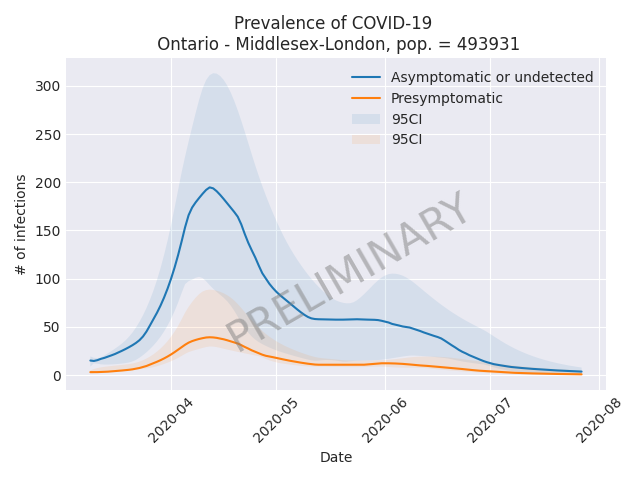 Prevalence of COVID-19
Ontario - Middlesex-London, pop. = 493931
Asymptomatic or undetected
Presymptomatic
95CI
95CI
PRELIMINARY
# of infections
300
250
200
150
100
50
0
2020-04
2020-05
2020-06
2020-07
2020-08
Date